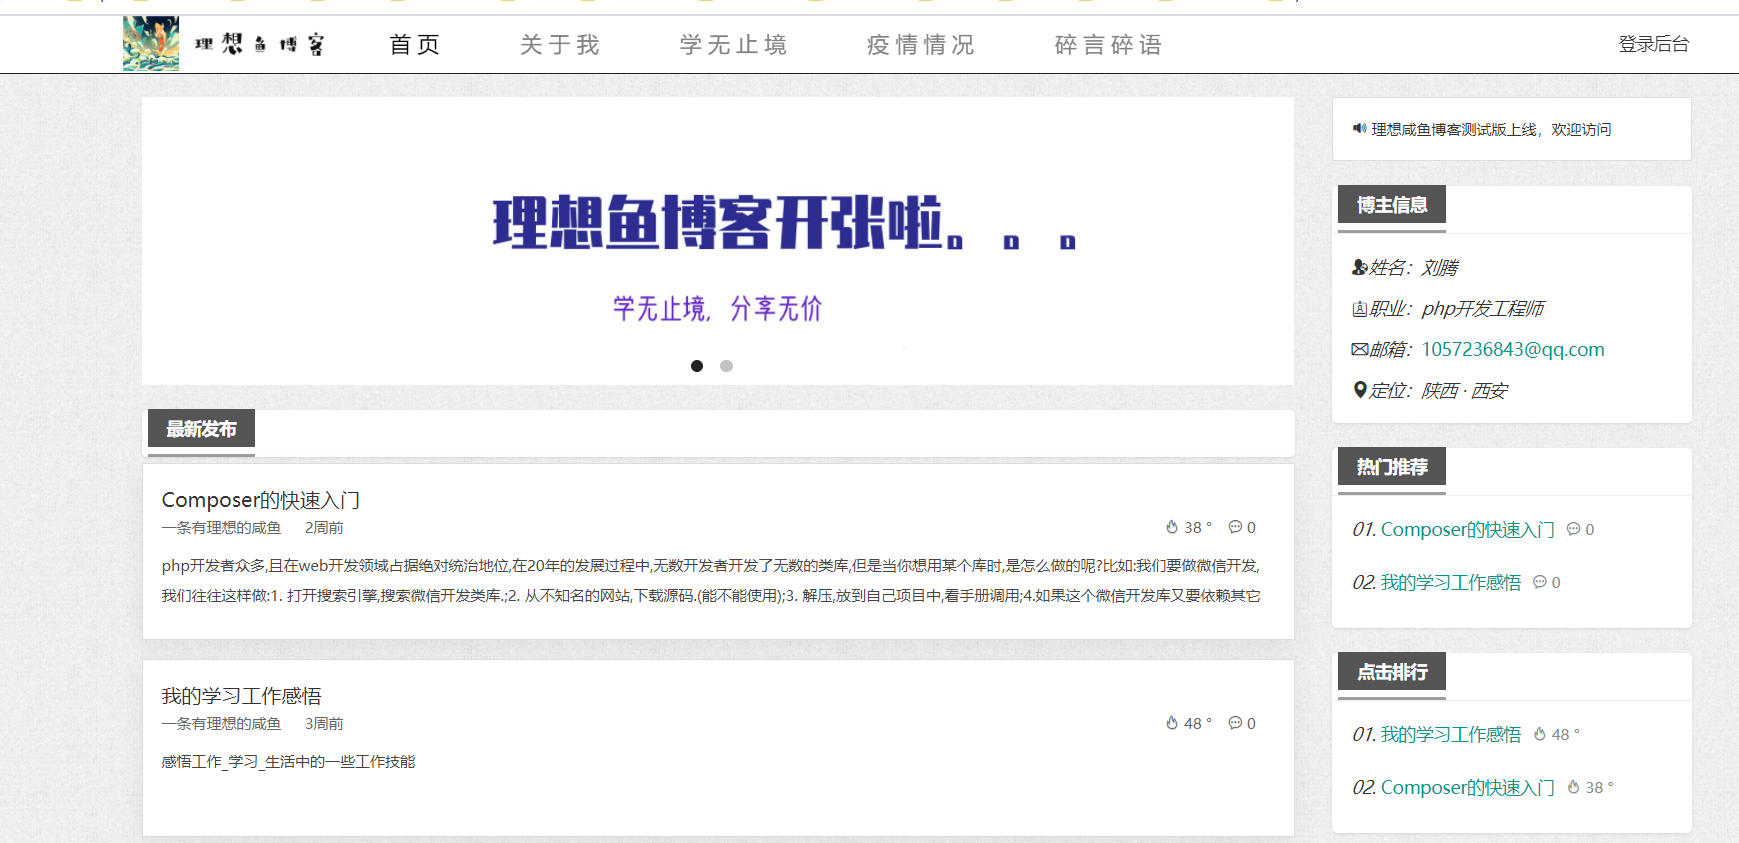 理想鱼博客
首页
关于我
学无止境
疫情情况
碎言碎语
登录后台
理想鱼博客开张啦。。。
学无止境，分享无价
最新发布
Composer的快速入门
一条有理想的咸鱼 2周前 38 ° 0
php开发者众多,且在web开发领域占据绝对统治地位,在20年的发展过程中,无数开发者开发了无数的类库,但是当你想用某个库时,是怎么做的呢?比如:我们要做微信开发,
我们往往这样做:1. 打开搜索引擎,搜索微信开发类库.;2. 从不知名的网站,下载源码.(能不能使用);3. 解压,放到自己项目中,看手册调用;4.如果这个微信开发库又要依赖其它
我的学习工作感悟
一条有理想的咸鱼 3周前 48 ° 0
感悟工作_学习_生活中的一些工作技能
理想咸鱼博客测试版上线，欢迎访问
博主信息
姓名：刘腾
职业：php开发工程师
邮箱：1057236843@qq.com
定位：陕西 · 西安
热门推荐
01. Composer的快速入门 0
02. 我的学习工作感悟 0
点击排行
01. 我的学习工作感悟 48 °
02. Composer的快速入门 38 °